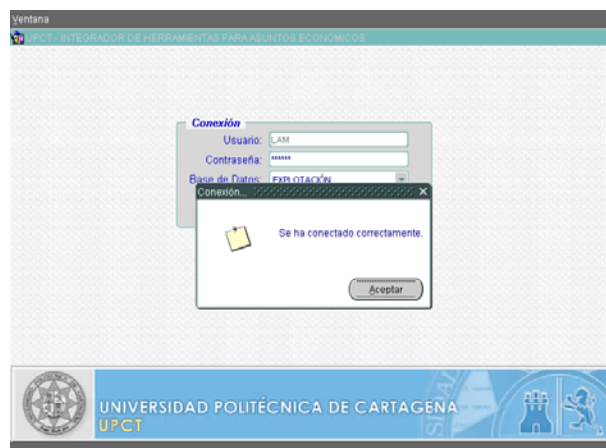 Ventana
UPCT - INTEGRADOR DE HERRAMIENTAS PARA ASUNTOS ECONÓMICOS
Conexión
Usuario: LAM
Contraseña: ******
Base de Datos: EXPLOTACIÓN
Conexión...
Se ha conectado correctamente.
Aceptar
UNIVERSIDAD POLITÉCNICA DE CARTAGENA
UPCT